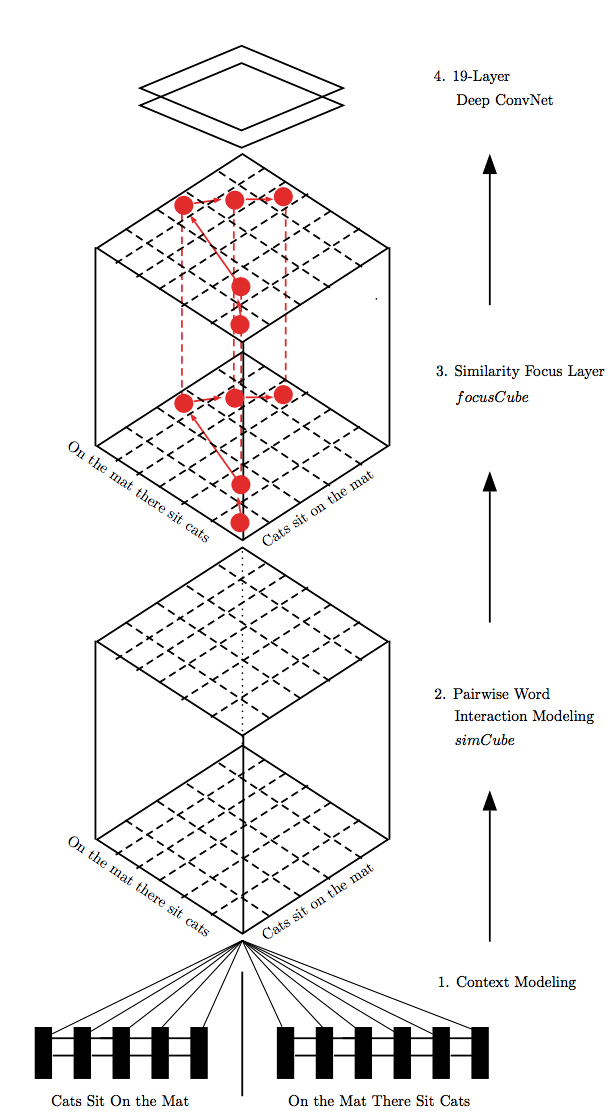 4. 19-Layer
Deep ConvNet
3. Similarity Focus Layer
focusCube
On the mat there sit cats
Cats sit on the mat
2. Pairwise Word
Interaction Modeling
simCube
On the mat there sit cats
Cats sit on the mat
1. Context Modeling
Cats Sit On the Mat
On the Mat There Sit Cats